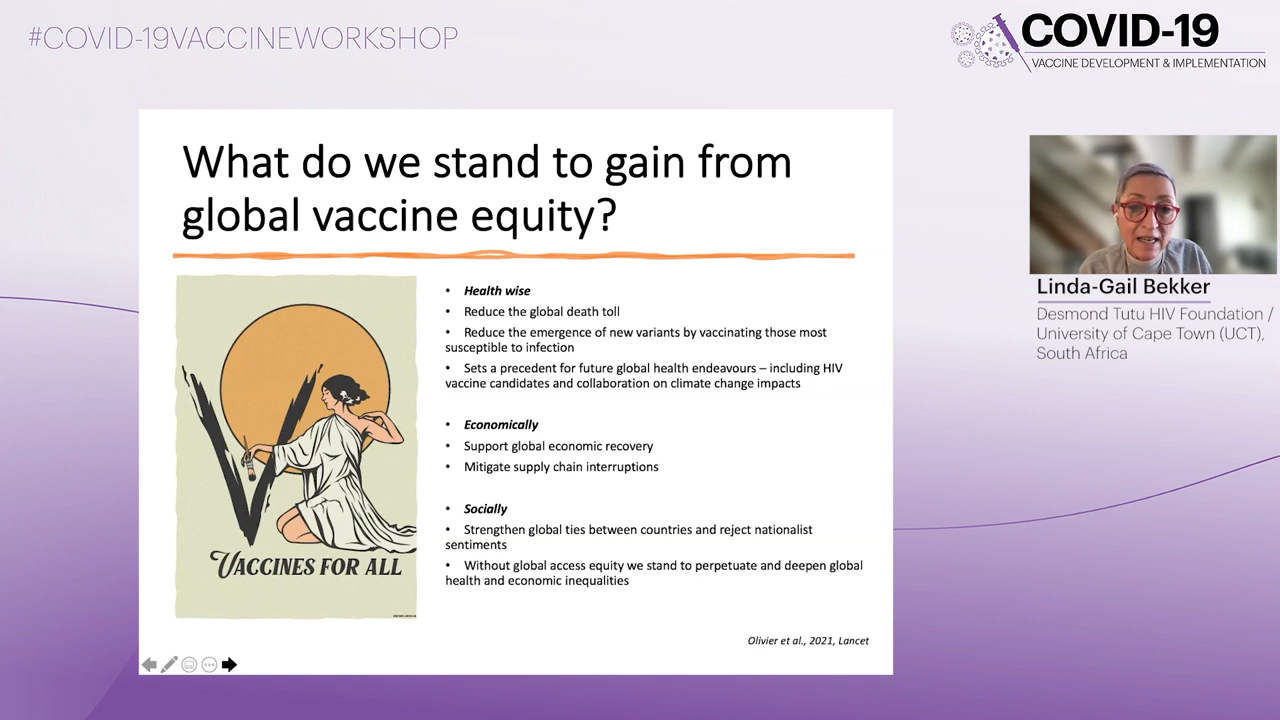 #COVID-19VACCINEWORKSHOP
COVID-19
VACCINE DEVELOPMENT & IMPLEMENTATION
What do we stand to gain from
global vaccine equity?
• Health wise
• Reduce the global death toll
• Reduce the emergence of new variants by vaccinating those most
susceptible to infection
• Sets a precedent for future global health endeavours – including HIV
vaccine candidates and collaboration on climate change impacts
• Economically
• Support global economic recovery
• Mitigate supply chain interruptions
• Socially
• Strengthen global ties between countries and reject nationalist
sentiments
• Without global access equity we stand to perpetuate and deepen global
health and economic inequalities
Olivier et al., 2021, Lancet
V
VACCINES FOR ALL
Linda-Gail Bekker
Desmond Tutu HIV Foundation /
University of Cape Town (UCT),
South Africa